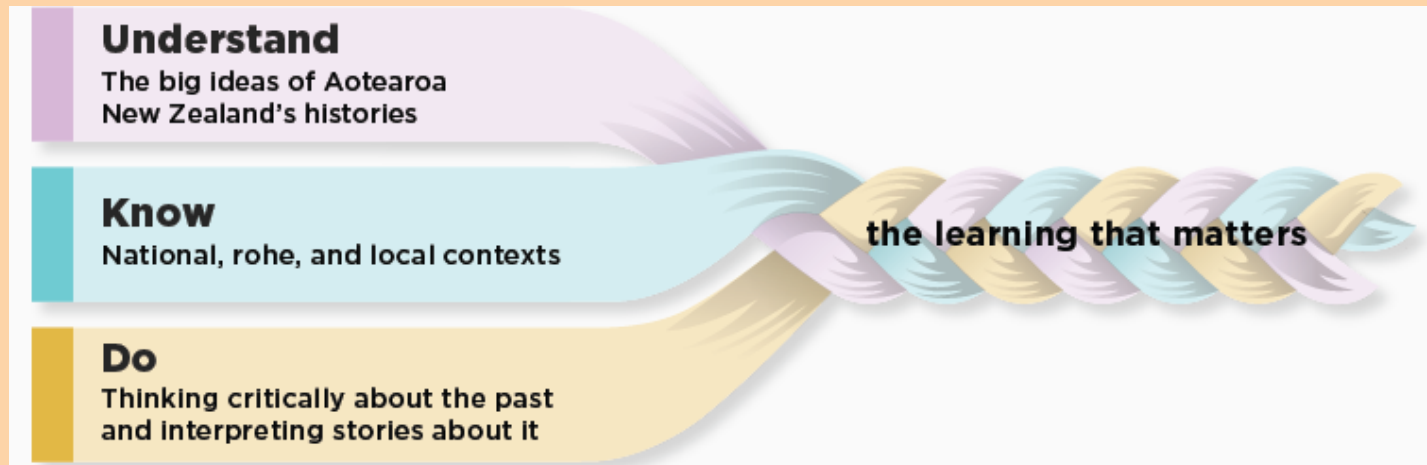 Understand
The big ideas of Aotearoa
New Zealand’s histories
Know
National, rohe, and local contexts
Do
Thinking critically about the past
and interpreting stories about it
the learning that matters